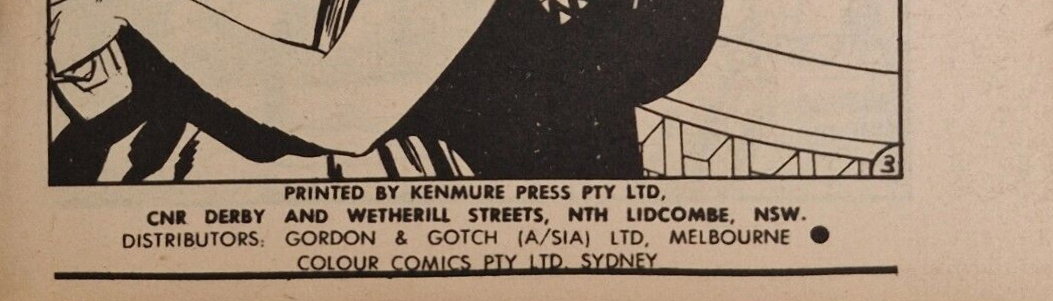 3
PRINTED BY KENMURE PRESS PTY LTD,
CNR DERBY AND WETHERILL STREETS, NTH LIDCOMBE, NSW.
DISTRIBUTORS: GORDON & GOTCH (A/SIA) LTD, MELBOURNE ●
COLOUR COMICS PTY LTD. SYDNEY